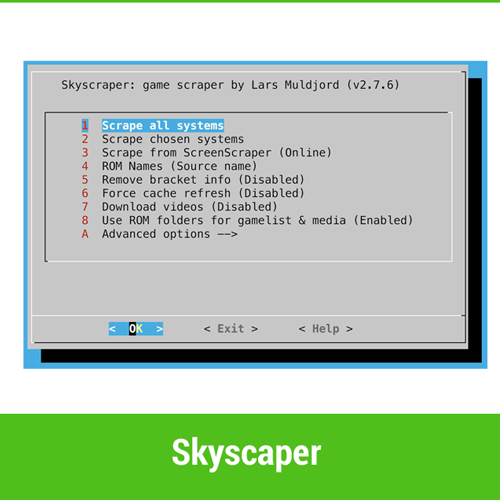 Skyscraper: game scraper by Lars Muldjord (v2.7.6)
1 Scrape all systems
2 Scrape chosen systems
3 Scrape from ScreenScraper (Online)
4 ROM Names (Source name)
5 Remove bracket info (Disabled)
6 Force cache refresh (Disabled)
7 Download videos (Disabled)
8 Use ROM folders for gamelist & media (Enabled)
A Advanced options -->
< OK > < Exit > < Help >
Skyscaper